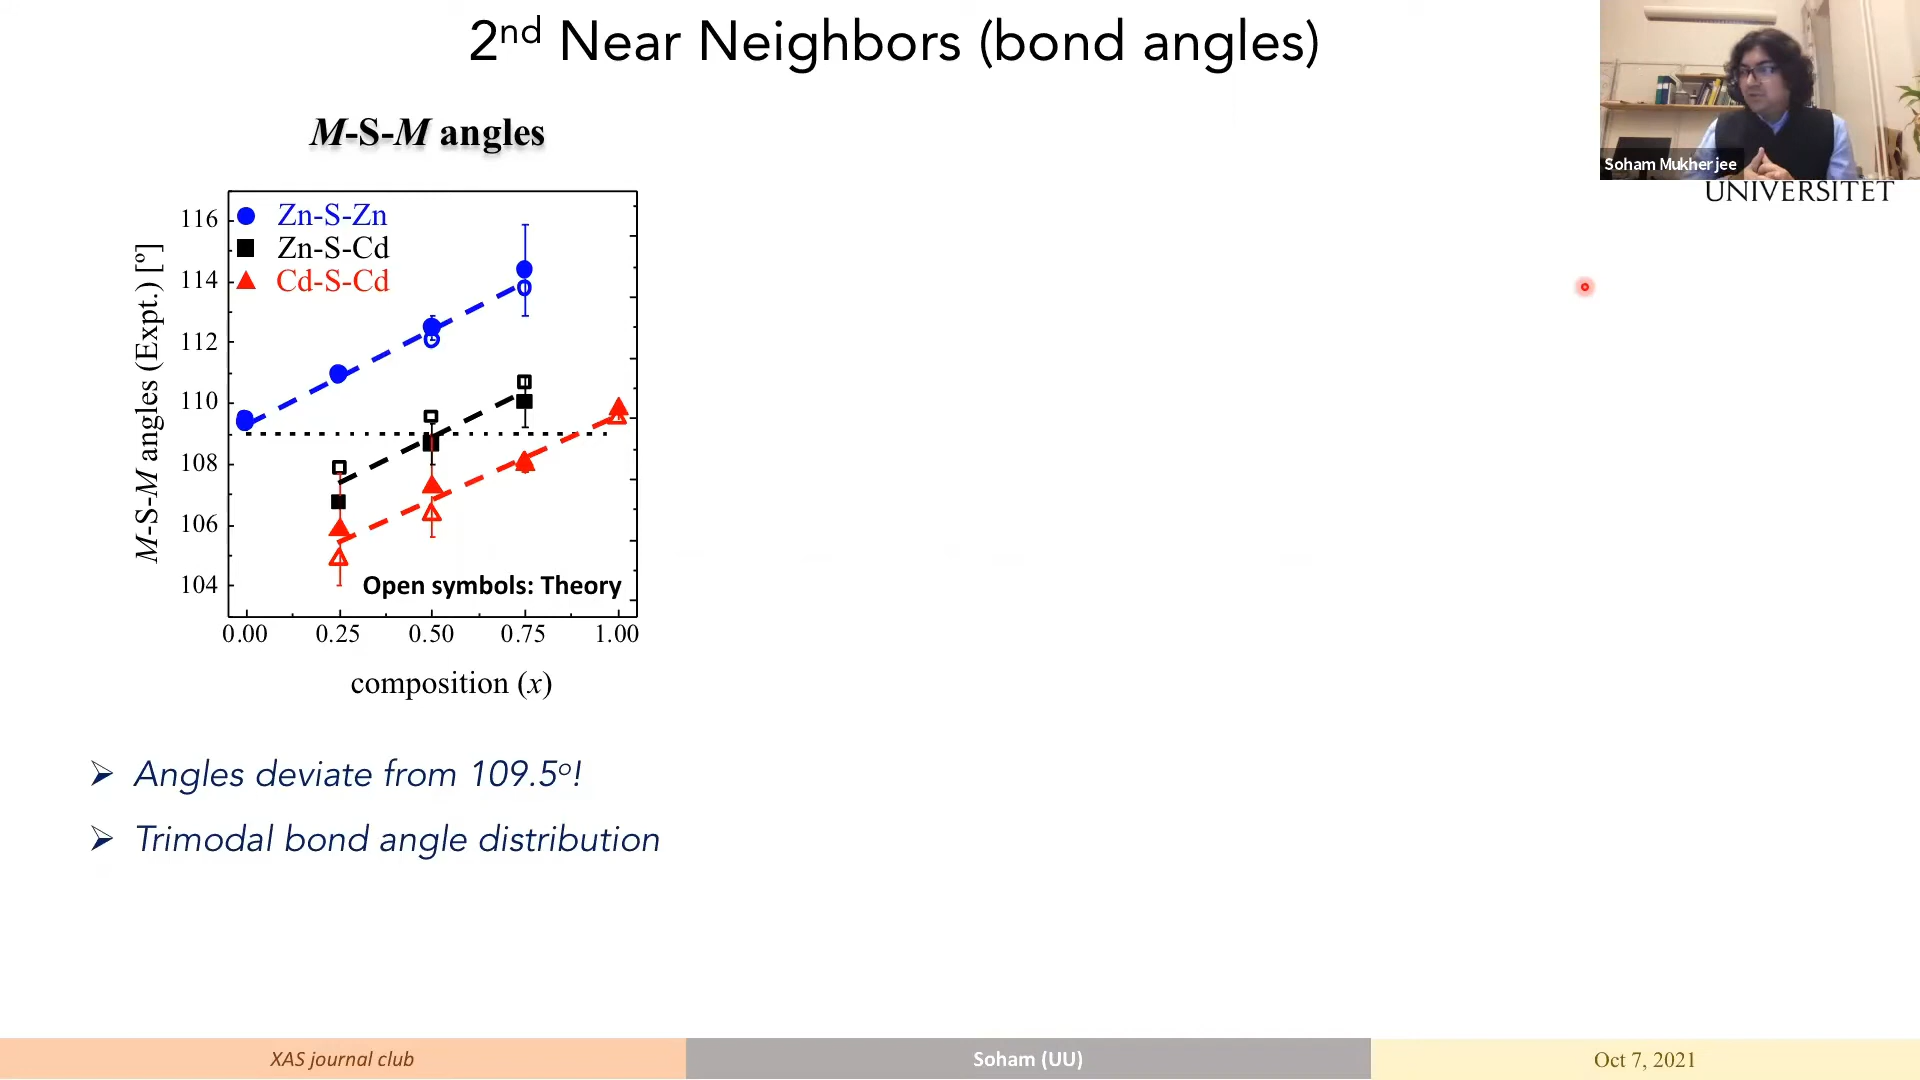 2nd Near Neighbors (bond angles)
Soham Mukherjee
UNIVERSITET
M-S-M angles
Zn-S-Zn
Zn-S-Cd
Cd-S-Cd
M-S-M angles (Expt.) [º]
116
114
112
110
108
106
104
Open symbols: Theory
0.00 0.25 0.50 0.75 1.00
composition (x)
➢ Angles deviate from 109.5º!
➢ Trimodal bond angle distribution
XAS journal club
Soham (UU)
Oct 7, 2021